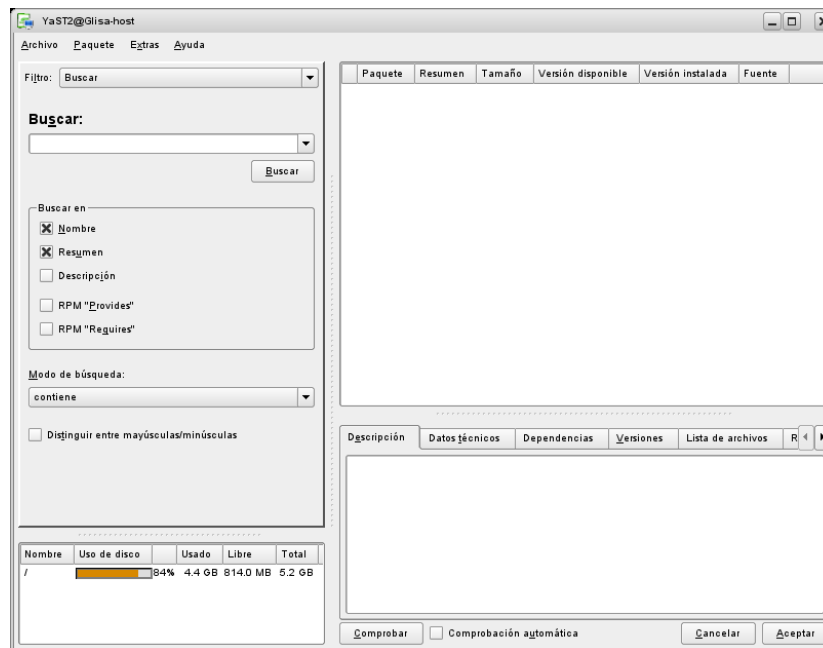 YaST2@Glisa-host
Archivo Paquete Extras Ayuda
Filtro: Buscar
Buscar:
Buscar
Buscar en
Nombre
Resumen
Descripción
RPM "Provides"
RPM "Requires"
Modo de búsqueda:
contiene
Distinguir entre mayúsculas/minúsculas
Nombre Uso de disco Usado Libre Total
/ 84% 4.4 GB 814.0 MB 5.2 GB
Paquete Resumen Tamaño Versión disponible Versión instalada Fuente
Descripción Datos técnicos Dependencias Versiones Lista de archivos R
Comprobar Comprobación automática Cancelar Aceptar